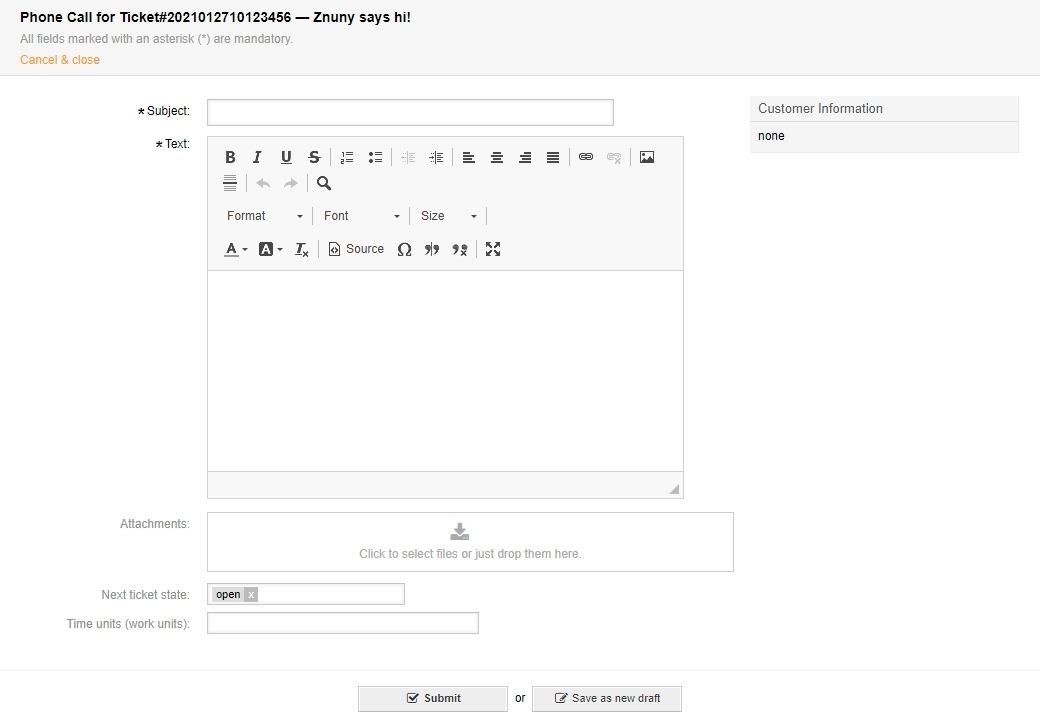 Phone Call for Ticket#2021012710123456 — Znuny says hi!
All fields marked with an asterisk (*) are mandatory.
Cancel & close
* Subject:
Customer Information
none
* Text:
B I U S
Format Font Size
A A Tx Source Ω
Attachments:
Click to select files or just drop them here.
Next ticket state: open x
Time units (work units):
Submit or Save as new draft